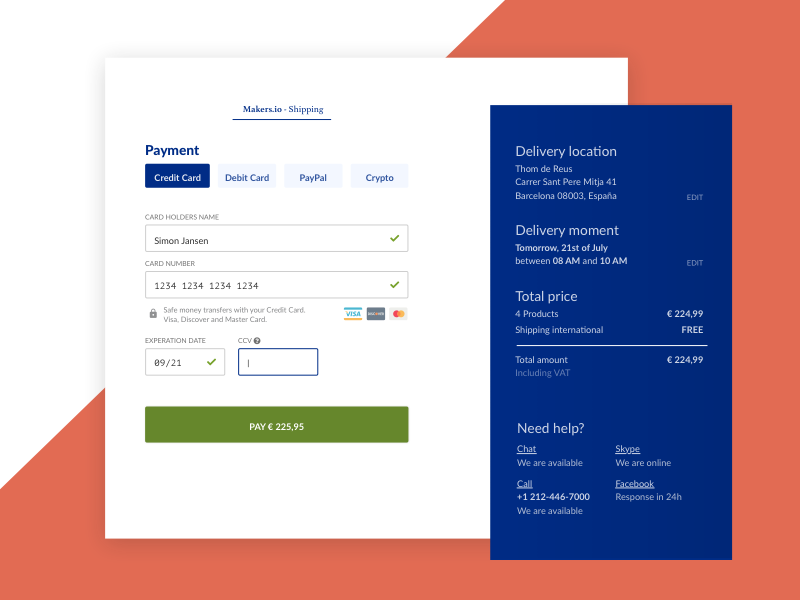 Makers.io - Shipping
Payment
Credit Card
Debit Card
PayPal
Crypto
CARD HOLDERS NAME
Simon Jansen
CARD NUMBER
1234 1234 1234 1234
Safe money transfers with your Credit Card.
Visa, Discover and Master Card.
VISA
DISCOVER
EXPERATION DATE
CCV ?
09/21
PAY € 225,95
Delivery location
Thom de Reus
Carrer Sant Pere Mitja 41
Barcelona 08003, España
EDIT
Delivery moment
Tomorrow, 21st of July
between 08 AM and 10 AM
EDIT
Total price
4 Products € 224,99
Shipping international FREE
Total amount € 224,99
Including VAT
Need help?
Chat
We are available
Skype
We are online
Call
+1 212-446-7000
We are available
Facebook
Response in 24h